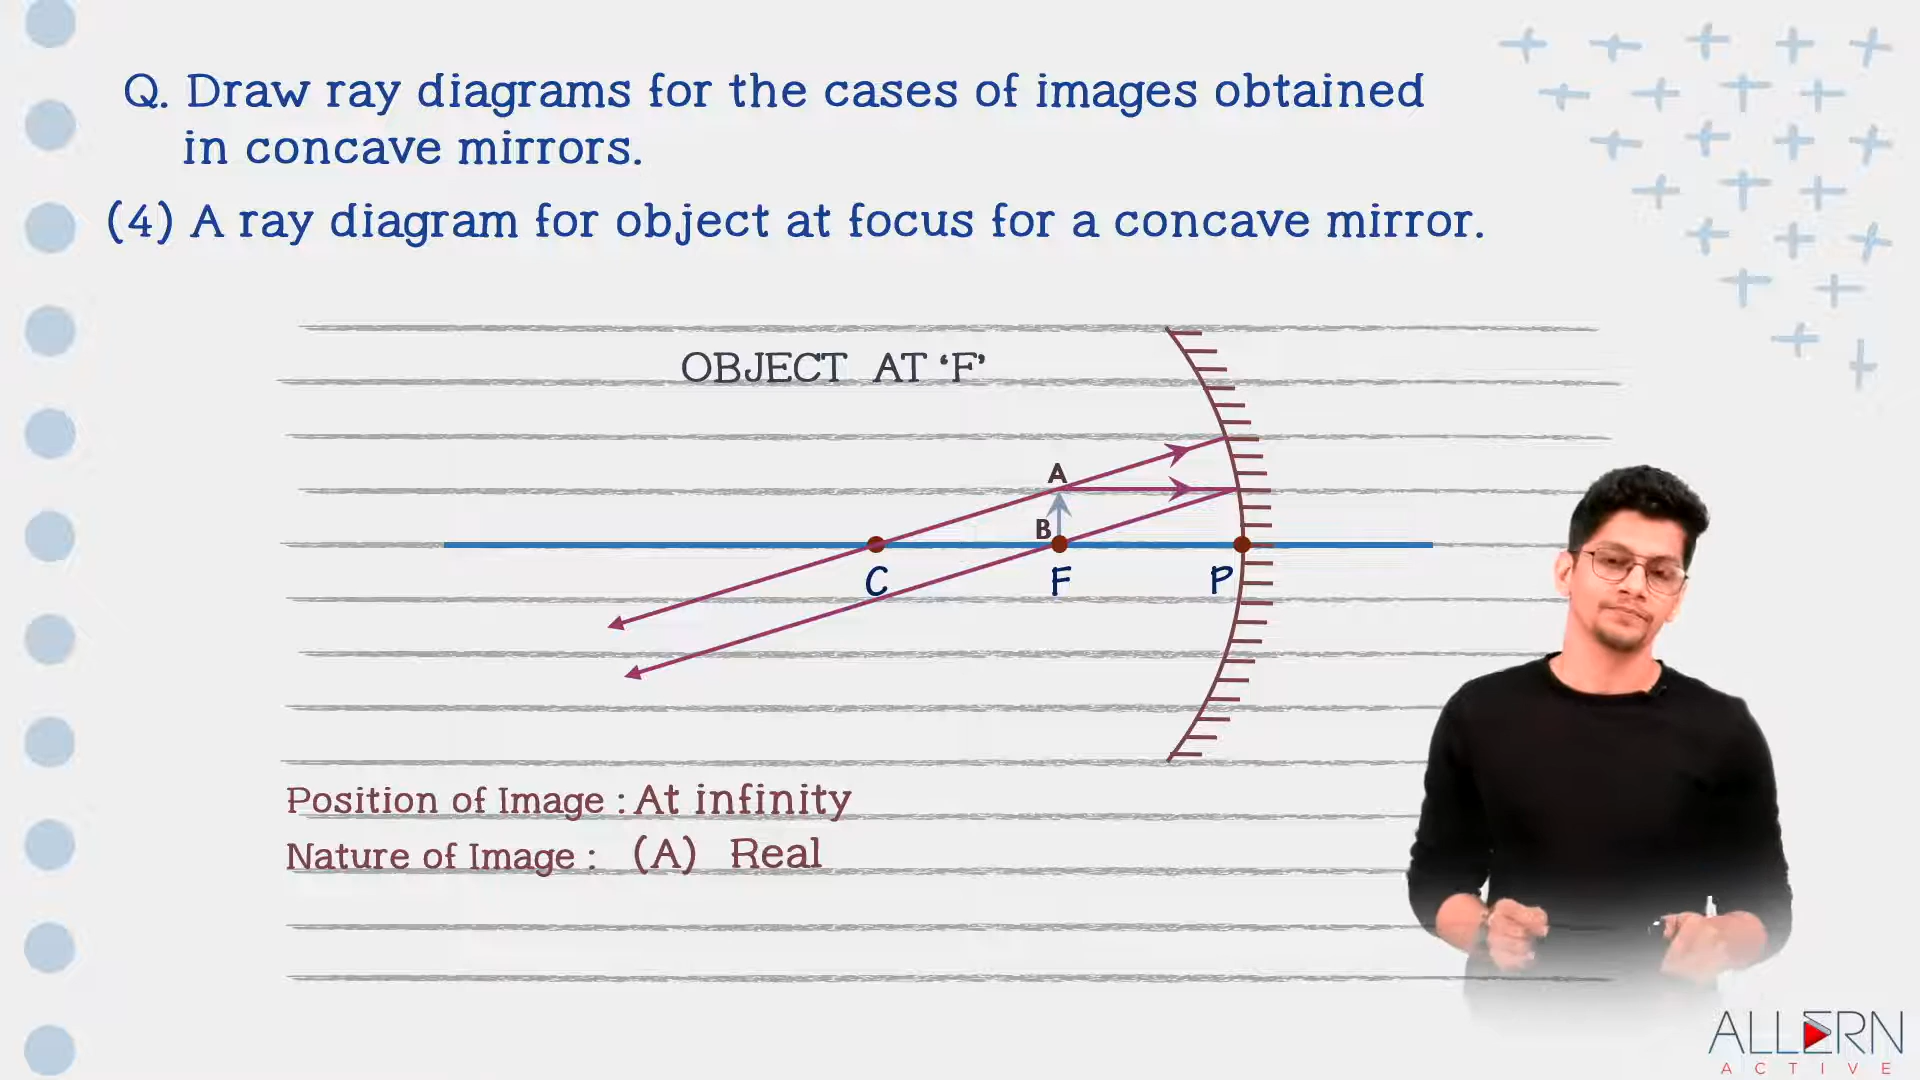 Q. Draw ray diagrams for the cases of images obtained
in concave mirrors.
(4) A ray diagram for object at focus for a concave mirror.
OBJECT AT ‘F’
A
B
C F P
Position of Image : At infinity
Nature of Image : (A) Real
ALLERN
ACTIVE